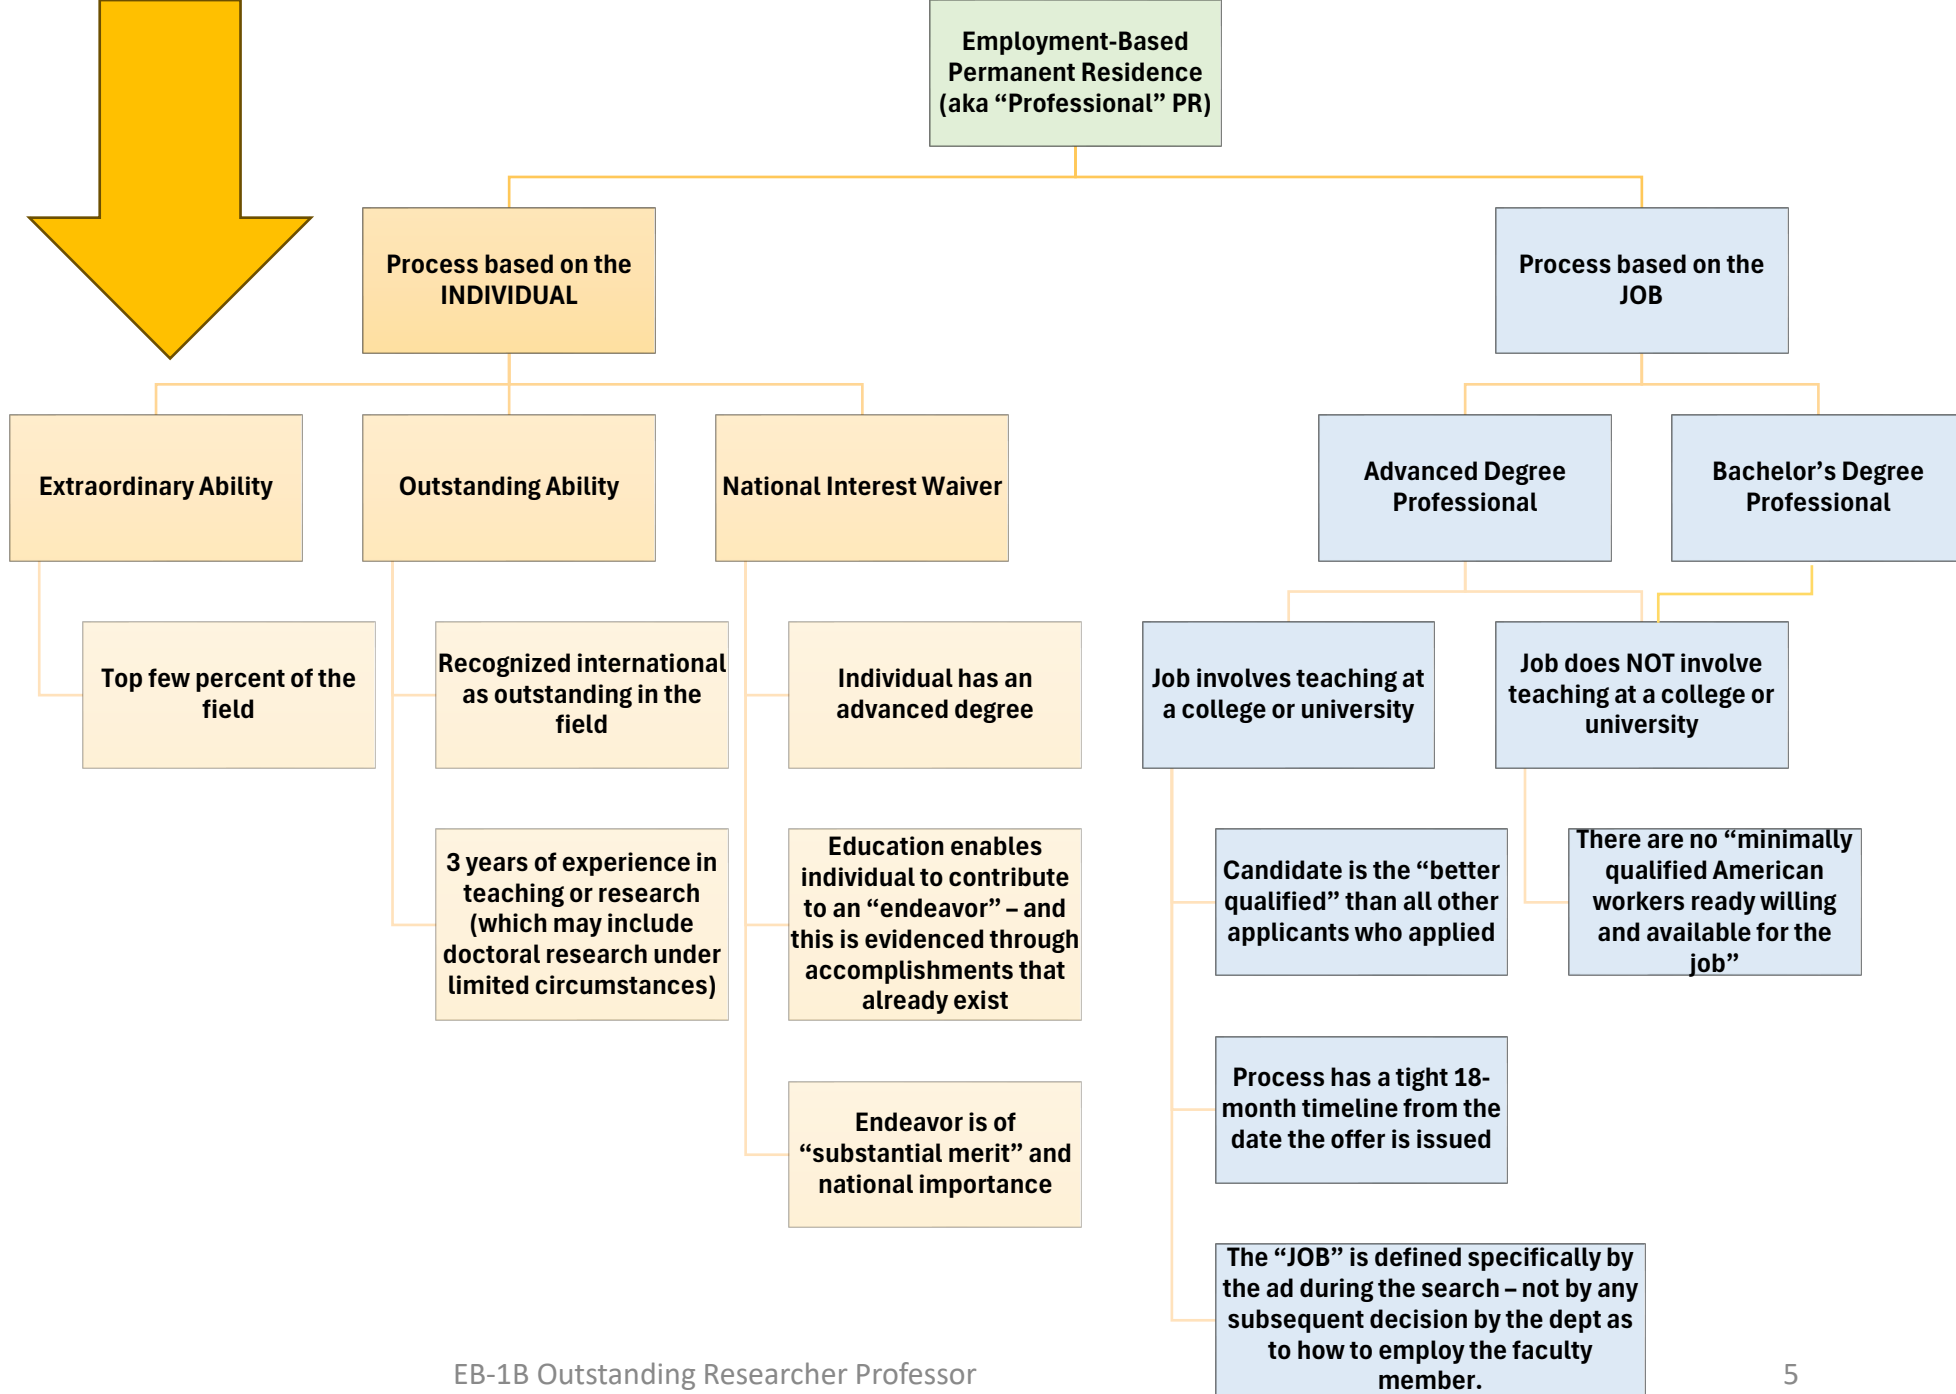 Employment-Based
Permanent Residence
(aka “Professional” PR)
Process based on the
INDIVIDUAL
Process based on the
JOB
Extraordinary Ability
Outstanding Ability
National Interest Waiver
Advanced Degree
Professional
Bachelor’s Degree
Professional
Top few percent of the
field
Recognized international
as outstanding in the
field
Individual has an
advanced degree
Job involves teaching at
a college or university
Job does NOT involve
teaching at a college or
university
3 years of experience in
teaching or research
(which may include
doctoral research under
limited circumstances)
Education enables
individual to contribute
to an “endeavor” – and
this is evidenced through
accomplishments that
already exist
Candidate is the “better
qualified” than all other
applicants who applied
There are no “minimally
qualified American
workers ready willing
and available for the
job”
Endeavor is of
“substantial merit” and
national importance
Process has a tight 18-
month timeline from the
date the offer is issued
The “JOB” is defined specifically by
the ad during the search – not by any
subsequent decision by the dept as
to how to employ the faculty
member.
EB-1B Outstanding Researcher Professor
5